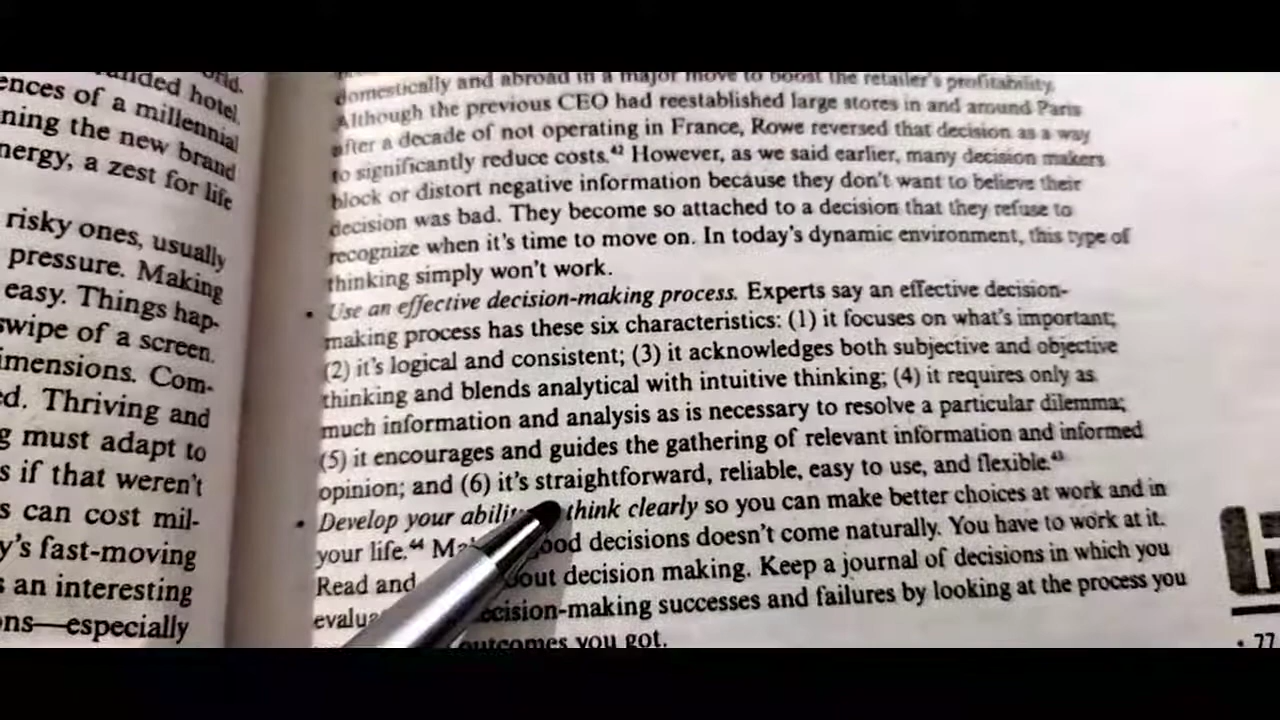 orld.
anded hotel.
ences of a millennial
ning the new brand
nergy, a zest for life
risky ones, usually
pressure. Making
easy. Things hap-
swipe of a screen.
imensions. Com-
ed. Thriving and
g must adapt to
s if that weren't
s can cost mil-
y's fast-moving
s an interesting
ons—especially
domestically and abroad in a major move to boost the retailer's profitability.
Although the previous CEO had reestablished large stores in and around Paris
after a decade of not operating in France, Rowe reversed that decision as a way
to significantly reduce costs.42 However, as we said earlier, many decision makers
block or distort negative information because they don't want to believe their
decision was bad. They become so attached to a decision that they refuse to
recognize when it's time to move on. In today's dynamic environment, this type of
thinking simply won't work.
• Use an effective decision-making process. Experts say an effective decision-
making process has these six characteristics: (1) it focuses on what's important;
(2) it's logical and consistent; (3) it acknowledges both subjective and objective
thinking and blends analytical with intuitive thinking; (4) it requires only as
much information and analysis as is necessary to resolve a particular dilemma;
(5) it encourages and guides the gathering of relevant information and informed
opinion; and (6) it's straightforward, reliable, easy to use, and flexible.43
• Develop your abili think clearly so you can make better choices at work and in
your life.44 Ma ood decisions doesn't come naturally. You have to work at it.
Read and out decision making. Keep a journal of decisions in which you
evalua ecision-making successes and failures by looking at the process you
outcomes you got.
• 77